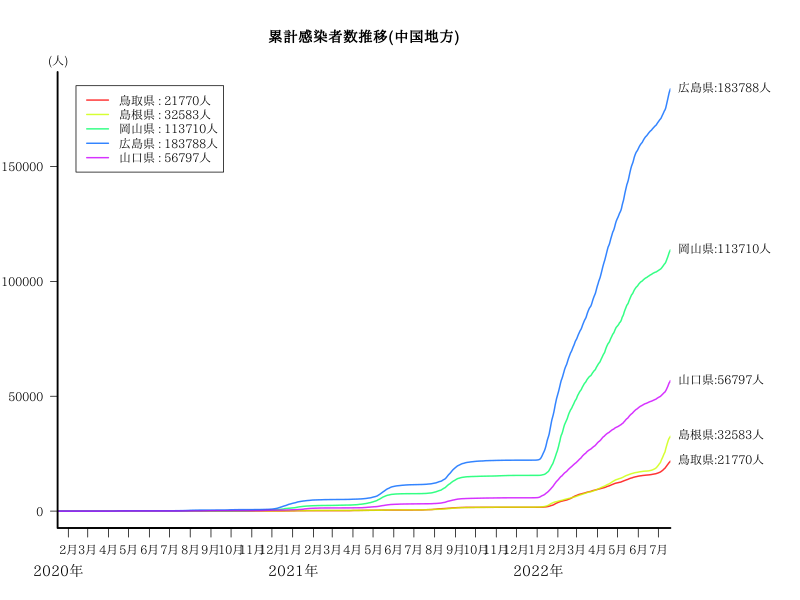 累計感染者数推移(中国地方)
(人)
鳥取県 : 21770人
島根県 : 32583人
岡山県 : 113710人
広島県 : 183788人
山口県 : 56797人
広島県:183788人
150000
岡山県:113710人
100000
山口県:56797人
50000
島根県:32583人
鳥取県:21770人
0
2月3月 4月 5月 6月 7月 8月 9月10月11月12月1月 2月3月 4月 5月 6月 7月 8月 9月10月11月12月1月 2月3月 4月 5月 6月 7月
2020年 2021年 2022年